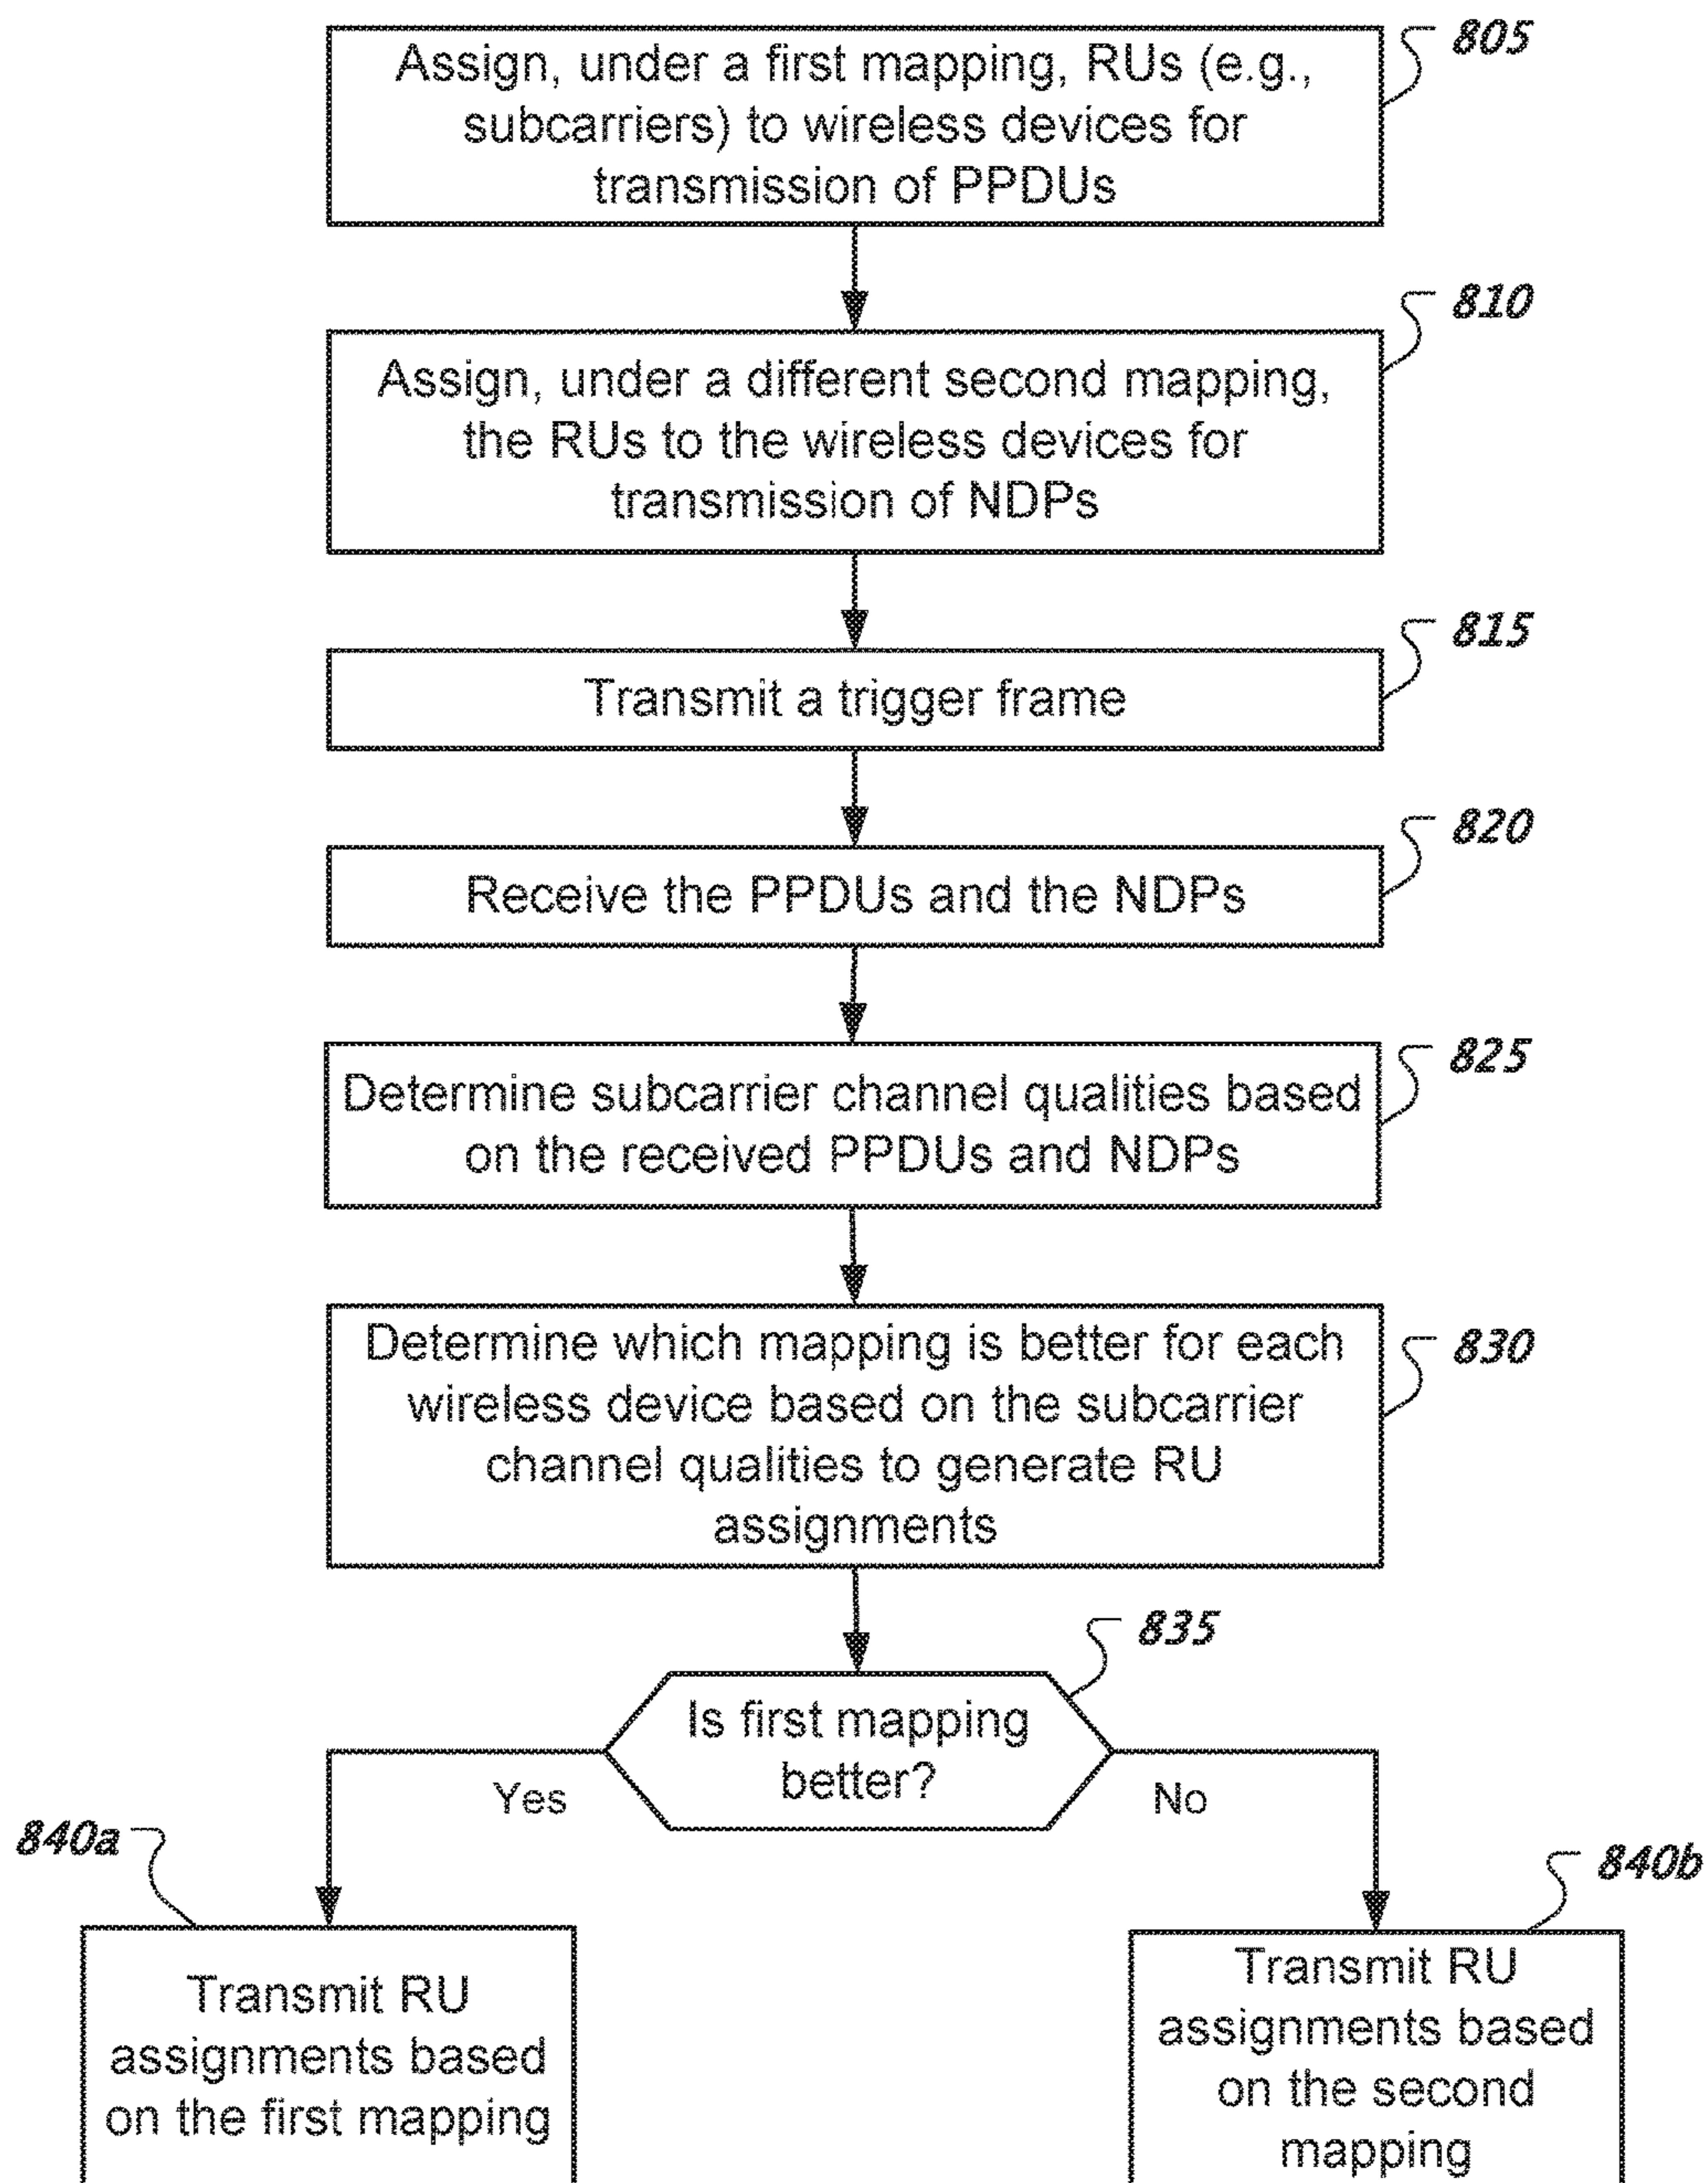 805
Assign, under a first mapping, RUs (e.g.,
subcarriers) to wireless devices for
transmission of PPDUs
810
Assign, under a different second mapping,
the RUs to the wireless devices for
transmission of NDPs
815
Transmit a trigger frame
820
Receive the PPDUs and the NDPs
825
Determine subcarrier channel qualities based
on the received PPDUs and NDPs
830
Determine which mapping is better for each
wireless device based on the subcarrier
channel qualities to generate RU
assignments
835
Is first mapping
better?
Yes
No
840a
Transmit RU
assignments based
on the first mapping
840b
Transmit RU
assignments based
on the second
mapping